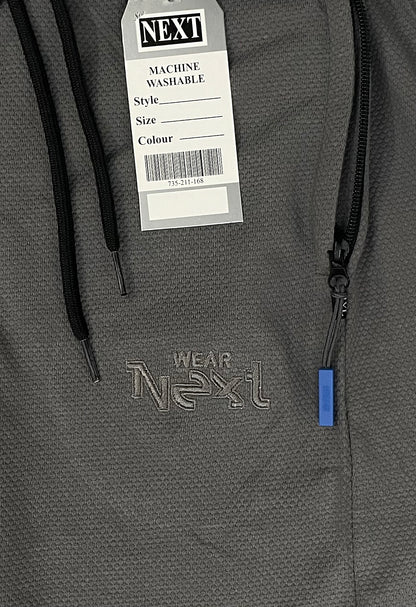 NEXT
MACHINE
WASHABLE
Style
Size
Colour
735-211-168
WEAR
Next